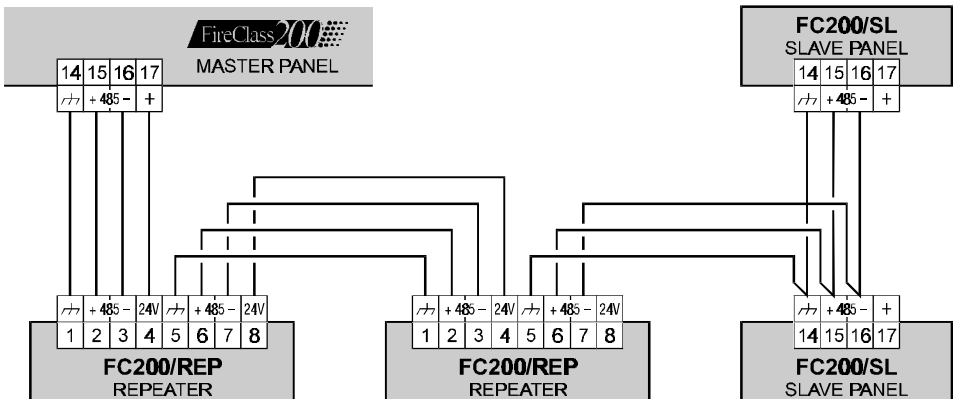 FireClass200
MASTER PANEL
14 15 16 17
+ 485 - +
FC200/SL
SLAVE PANEL
14 15 16 17
+ 485 - +
+ 485 - 24V + 485 - 24V
1 2 3 4 5 6 7 8
FC200/REP
REPEATER
+ 485 - 24V + 485 - 24V
1 2 3 4 5 6 7 8
FC200/REP
REPEATER
+ 485 - +
14 15 16 17
FC200/SL
SLAVE PANEL